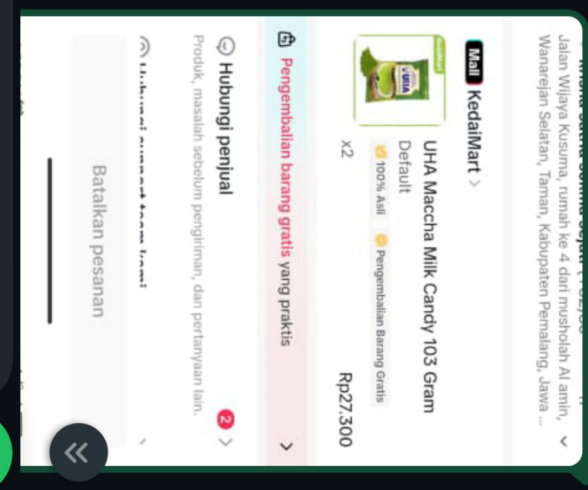 Jalan Wijaya Kusuma, rumah ke 4 dari musholah Al amin,
Wanarejan Selatan, Taman, Kabupaten Pemalang, Jawa ...
Mall KedaiMart >
UHA
UHA Maccha Milk Candy 103 Gram
Default
100% Asli Pengembalian Barang Gratis
x2 Rp27.300
Pengembalian barang gratis yang praktis
Hubungi penjual 2
Produk, masalah sebelum pengiriman, dan pertanyaan lain.
Batalkan pesanan